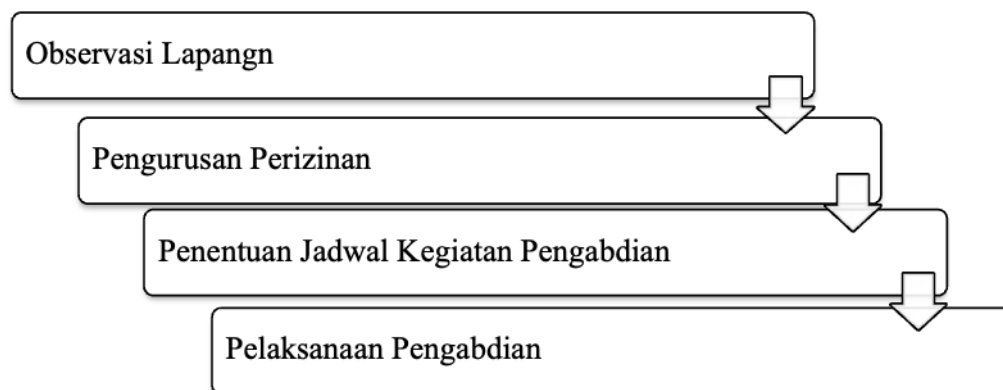 Observasi Lapangn
Pengurusan Perizinan
Penentuan Jadwal Kegiatan Pengabdian
Pelaksanaan Pengabdian